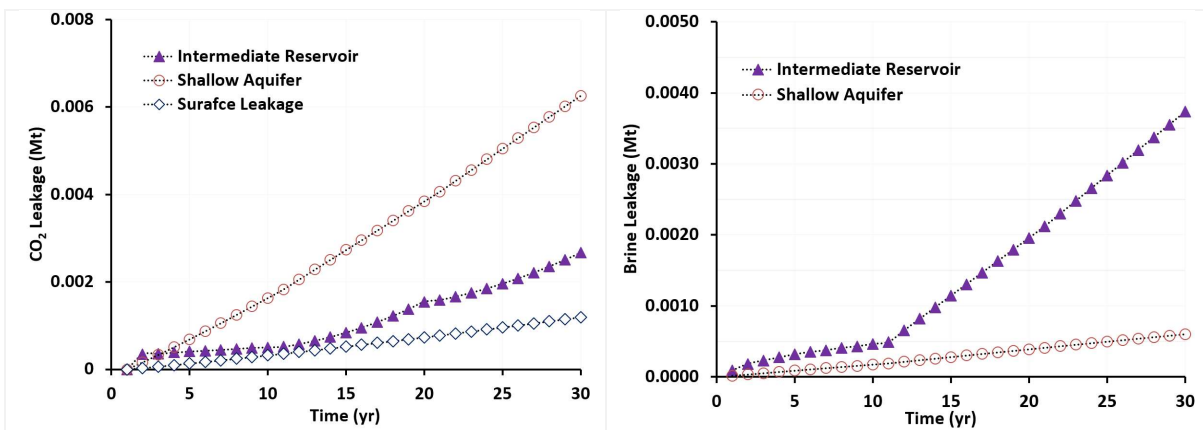 0.008
0.006
0.004
0.002
0
CO₂ Leakage (Mt)
Intermediate Reservoir
Shallow Aquifer
Surafce Leakage
0 5 10 15 20 25 30
Time (yr)
0.0050
0.0040
0.0030
0.0020
0.0010
0.0000
Brine Leakage (Mt)
Intermediate Reservoir
Shallow Aquifer
0 5 10 15 20 25 30
Time (yr)